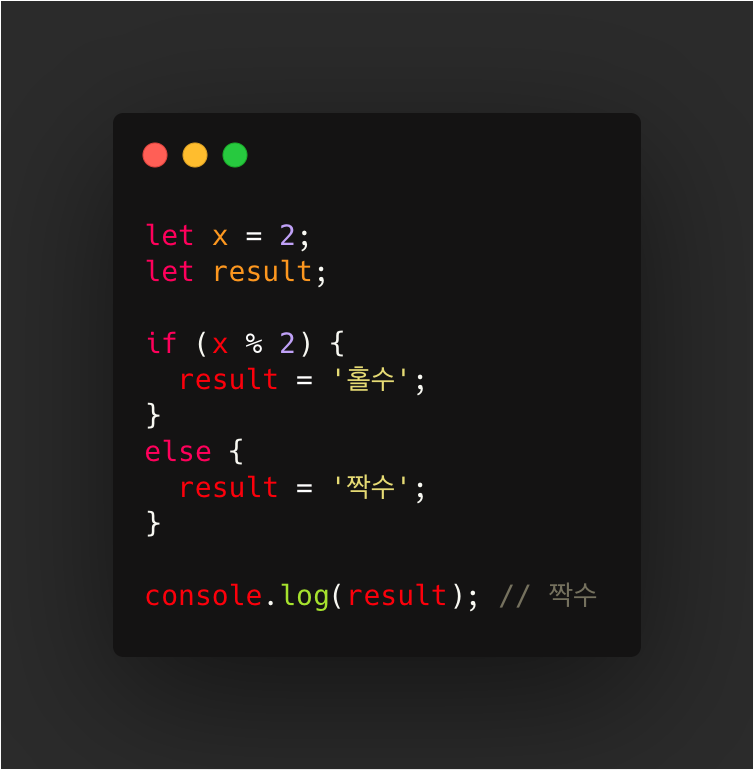 let x = 2;
let result;
if (x % 2) {
  result = '홀수';
}
else {
  result = '짝수';
}
console.log(result); // 짝수